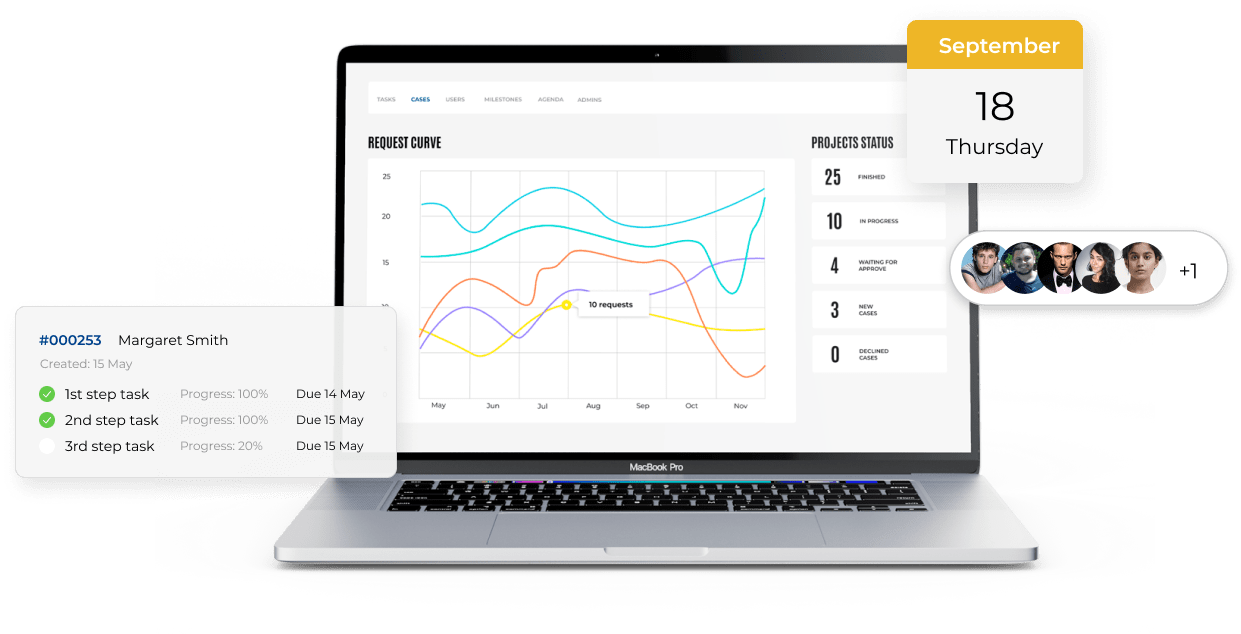 September
18
Thursday
TASKS CASES USERS MILESTONES AGENDA ADMINS
REQUEST CURVE
PROJECTS STATUS
25
20
15
10
10 requests
May Jun Jul Aug Sep Oct Nov
25 FINISHED
10 IN PROGRESS
4 WAITING FOR
APPROVE
3 NEW
CASES
0 DECLINED
CASES
+1
#000253 Margaret Smith
Created: 15 May
1st step task Progress: 100% Due 14 May
2nd step task Progress: 100% Due 15 May
3rd step task Progress: 20% Due 15 May
MacBook Pro